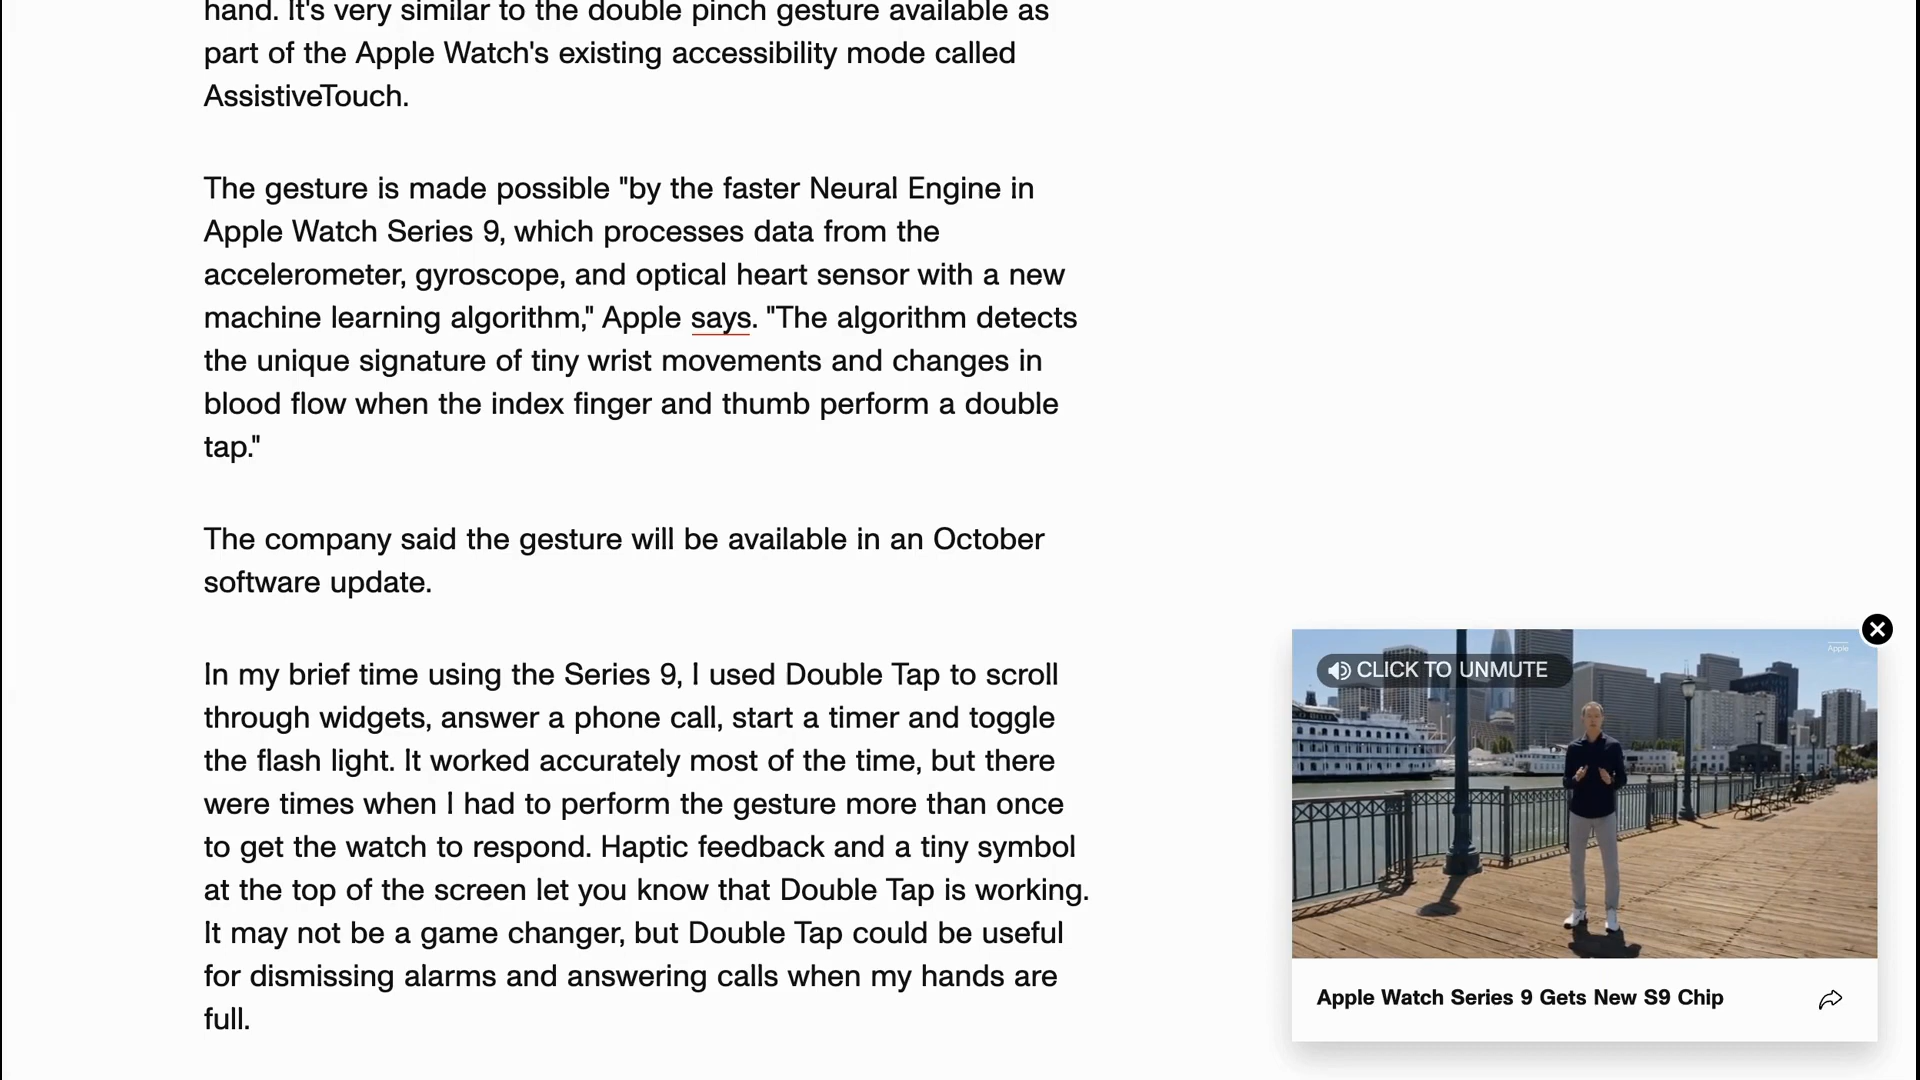 hand. It's very similar to the double pinch gesture available as
part of the Apple Watch's existing accessibility mode called
AssistiveTouch.
The gesture is made possible "by the faster Neural Engine in
Apple Watch Series 9, which processes data from the
accelerometer, gyroscope, and optical heart sensor with a new
machine learning algorithm," Apple says. "The algorithm detects
the unique signature of tiny wrist movements and changes in
blood flow when the index finger and thumb perform a double
tap."
The company said the gesture will be available in an October
software update.
In my brief time using the Series 9, I used Double Tap to scroll
through widgets, answer a phone call, start a timer and toggle
the flash light. It worked accurately most of the time, but there
were times when I had to perform the gesture more than once
to get the watch to respond. Haptic feedback and a tiny symbol
at the top of the screen let you know that Double Tap is working.
It may not be a game changer, but Double Tap could be useful
for dismissing alarms and answering calls when my hands are
full.
Apple
CLICK TO UNMUTE
Apple Watch Series 9 Gets New S9 Chip